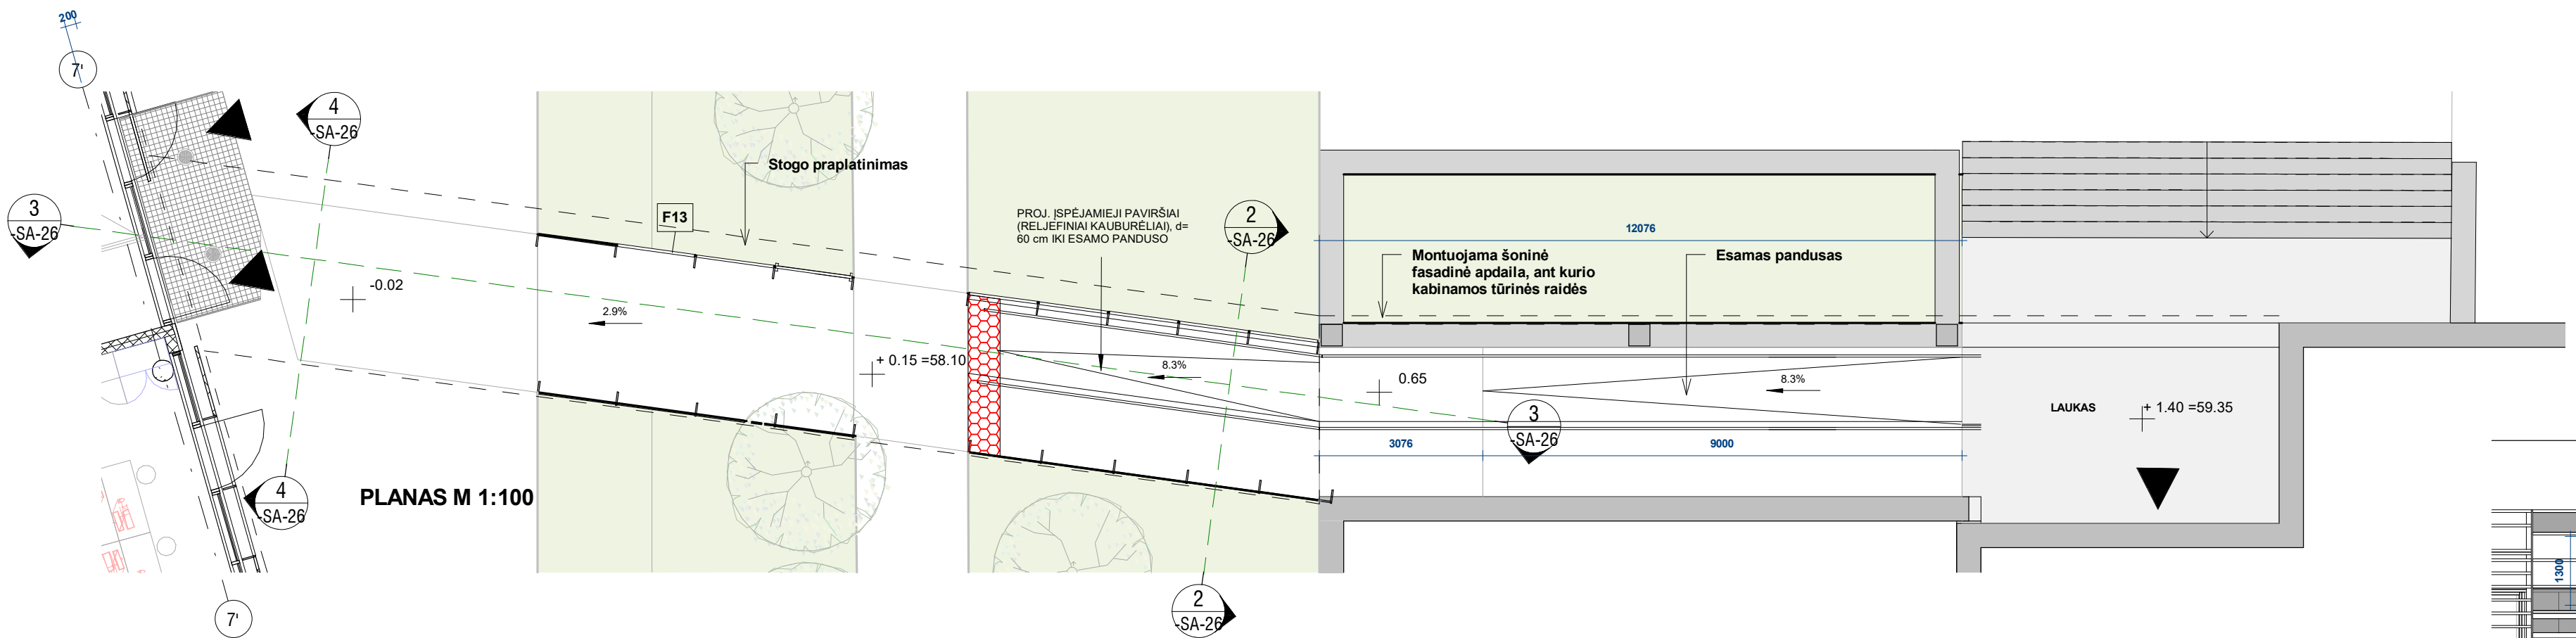 200
7'
4
-SA-26
3
-SA-26
Stogo praplatinimas
F13
PROJ. ĮSPĖJAMIEJI PAVIRŠIAI
(RELJEFINIAI KAUBURĖLIAI), d=
60 cm IKI ESAMO PANDUSO
2
-SA-26
12076
Montuojama šoninė
fasadinė apdaila, ant kurio
kabinamos tūrinės raidės
Esamas pandusas
-0.02
2.9%
+ 0.15 =58.10
8.3%
0.65
8.3%
LAUKAS
+ 1.40 =59.35
3
-SA-26
3076
9000
4
-SA-26
PLANAS M 1:100
2
-SA-26
7'
1300